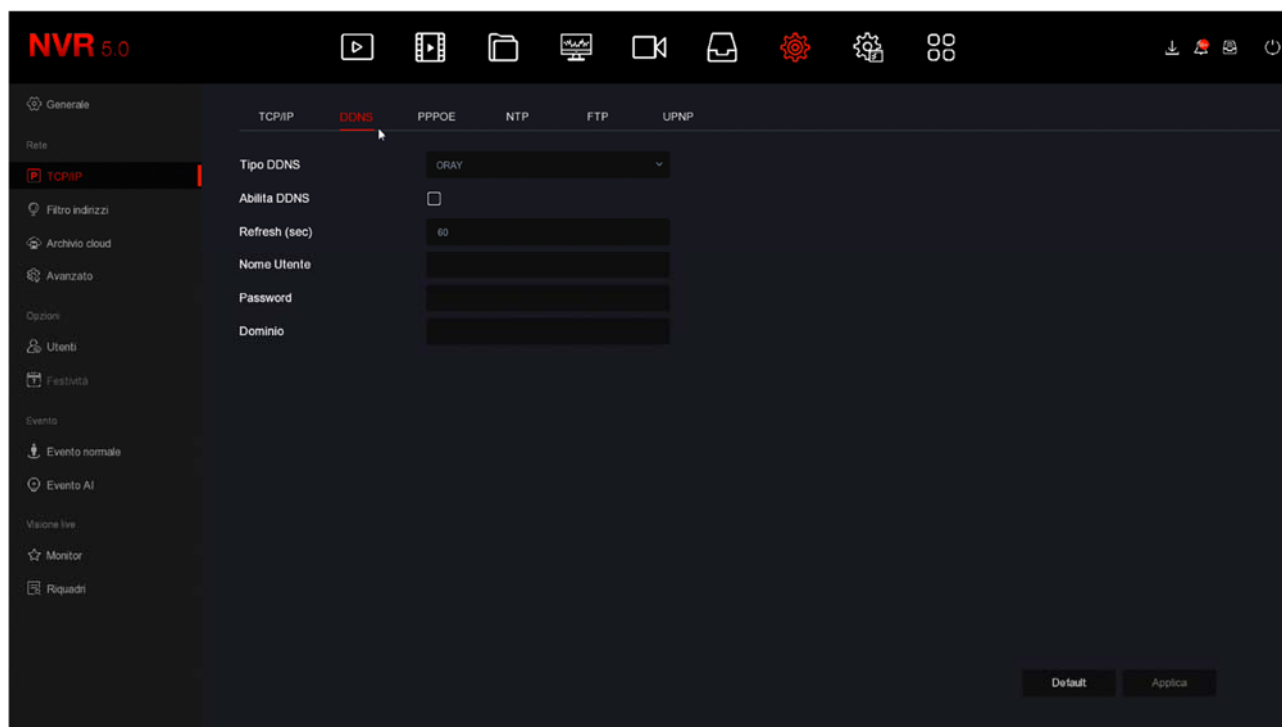 NVR 5.0
Generale
Rete
TCP/IP
Filtro indirizzi
Archivio cloud
Avanzato
Opzioni
Utenti
Festività
Evento
Evento normale
Evento AI
Visione live
Monitor
Riquadri
TCP/IP DDNS PPPOE NTP FTP UPNP
Tipo DDNS ORAY
Abilita DDNS
Refresh (sec) 60
Nome Utente
Password
Dominio
Default Applica